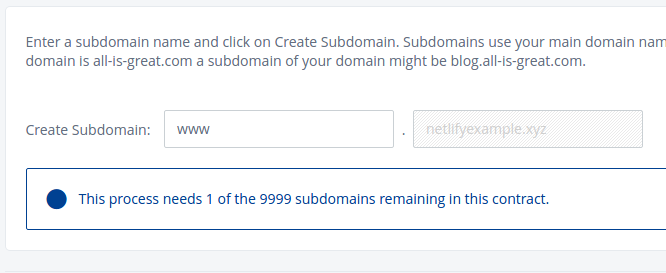 Enter a subdomain name and click on Create Subdomain. Subdomains use your main domain nam
domain is all-is-great.com a subdomain of your domain might be blog.all-is-great.com.
Create Subdomain: www . netlifyexample.xyz
This process needs 1 of the 9999 subdomains remaining in this contract.